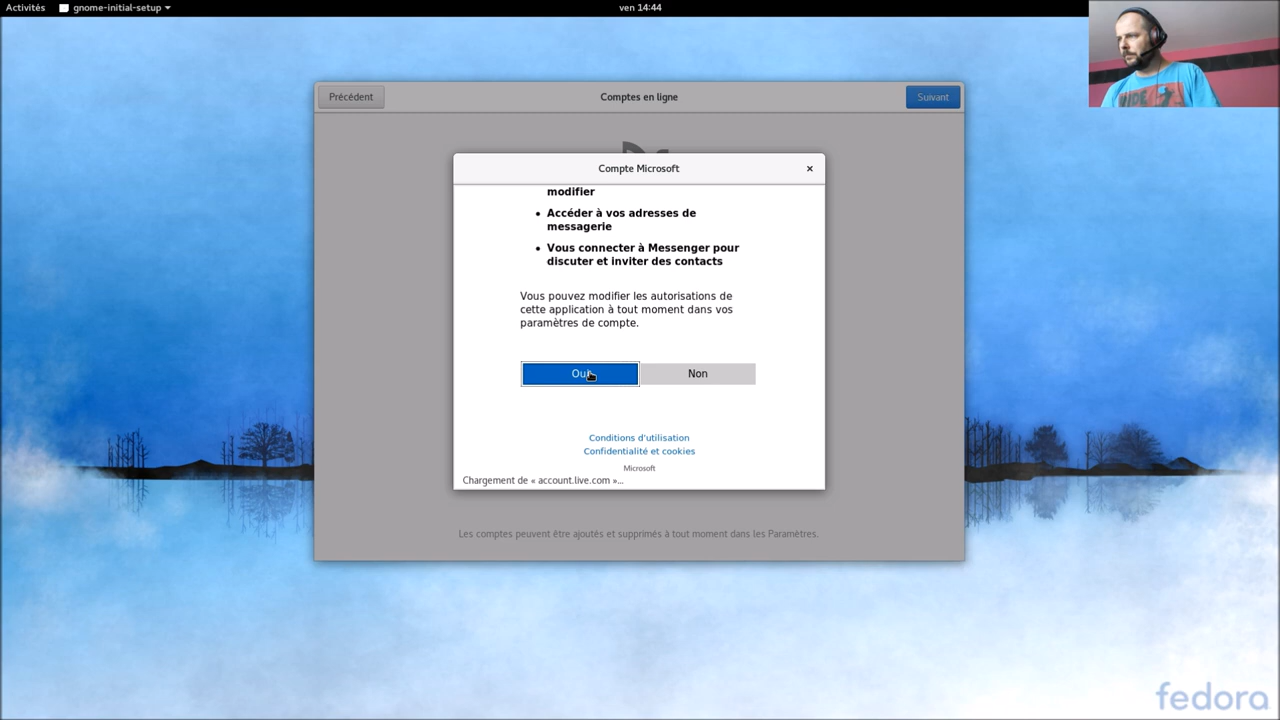 Activités
gnome-initial-setup
ven 14:44
Précédent
Comptes en ligne
Suivant
Compte Microsoft
×
modifier
• Accéder à vos adresses de
messagerie
• Vous connecter à Messenger pour
discuter et inviter des contacts
Vous pouvez modifier les autorisations de
cette application à tout moment dans vos
paramètres de compte.
Oui
Non
Conditions d'utilisation
Confidentialité et cookies
Microsoft
Chargement de « account.live.com »...
Les comptes peuvent être ajoutés et supprimés à tout moment dans les Paramètres.
fedora